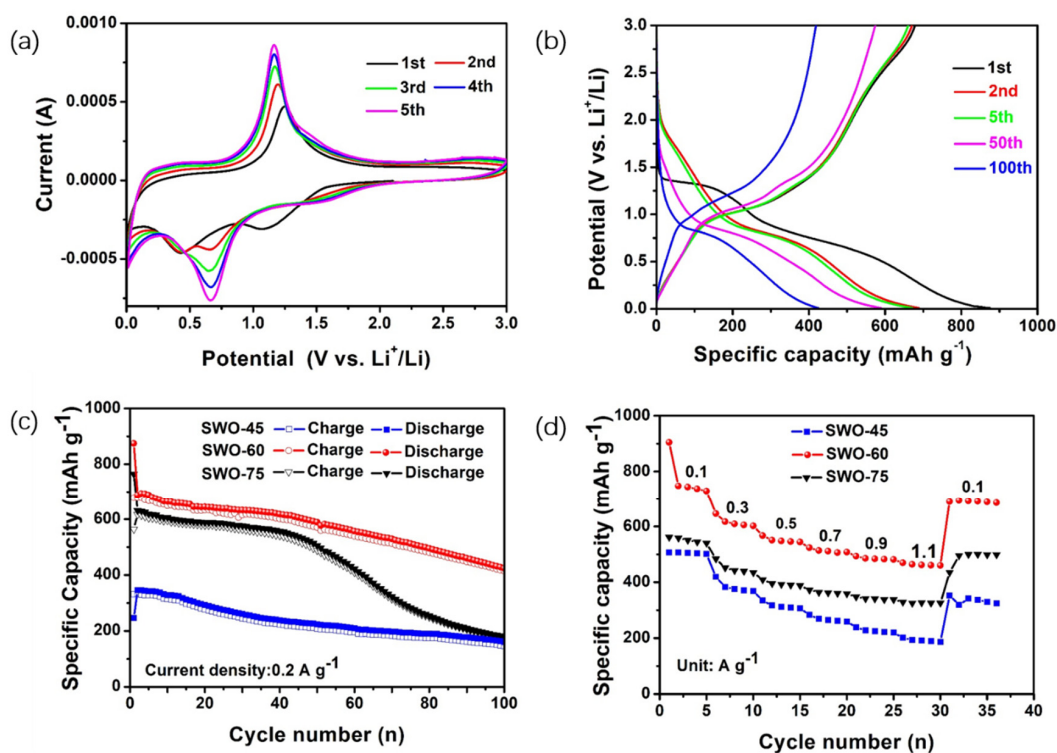 (a)
0.0010
0.0005
0.0000
-0.0005
Current (A)
1st 2nd
3rd 4th
5th
0.0 0.5 1.0 1.5 2.0 2.5 3.0
Potential (V vs. Li⁺/Li)
(b)
3.0
2.5
2.0
1.5
1.0
0.5
0.0
Potential (V vs. Li⁺/Li)
1st
2nd
5th
50th
100th
0 200 400 600 800 1000
Specific capacity (mAh g⁻¹)
(c)
1000
800
600
400
200
0
Specific Capacity (mAh g⁻¹)
SWO-45 Charge Discharge
SWO-60 Charge Discharge
SWO-75 Charge Discharge
Current density:0.2 A g⁻¹
0 20 40 60 80 100
Cycle number (n)
(d)
1000
800
600
400
200
0
Specific capacity (mAh g⁻¹)
SWO-45
SWO-60
SWO-75
0.1 0.3 0.5 0.7 0.9 1.1 0.1
Unit: A g⁻¹
0 5 10 15 20 25 30 35 40
Cycle number (n)